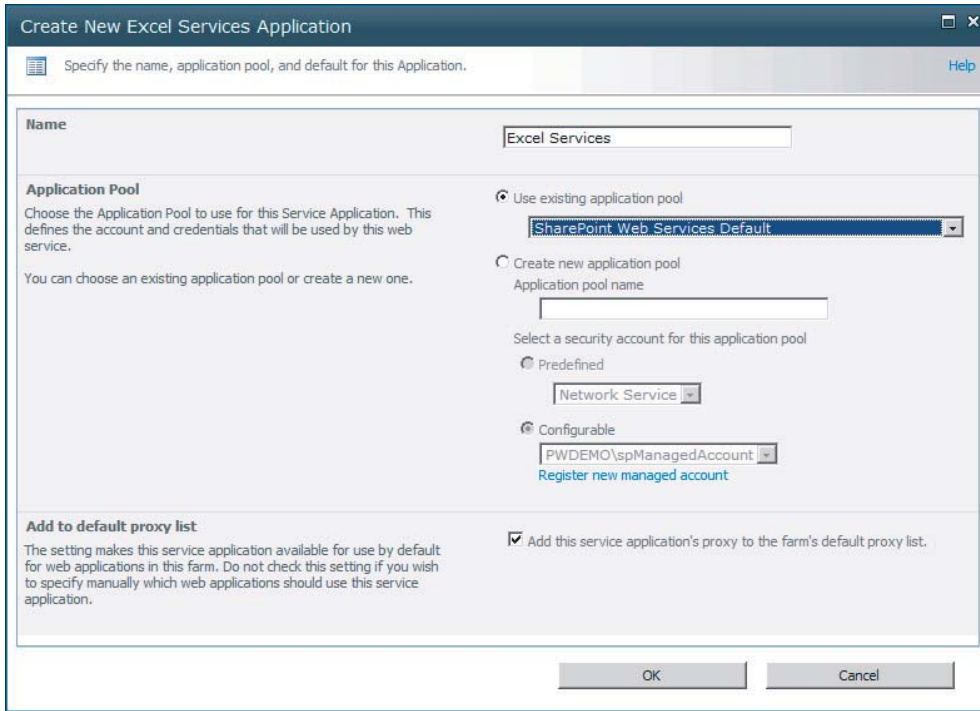 Create New Excel Services Application
Specify the name, application pool, and default for this Application.
Help
Name
Excel Services
Application Pool
Choose the Application Pool to use for this Service Application. This
defines the account and credentials that will be used by this web
service.
You can choose an existing application pool or create a new one.
Use existing application pool
SharePoint Web Services Default
Create new application pool
Application pool name
Select a security account for this application pool
Predefined
Network Service
Configurable
PWDEMO\spManagedAccount
Register new managed account
Add to default proxy list
The setting makes this service application available for use by default
for web applications in this farm. Do not check this setting if you wish
to specify manually which web applications should use this service
application.
Add this service application's proxy to the farm's default proxy list.
OK
Cancel